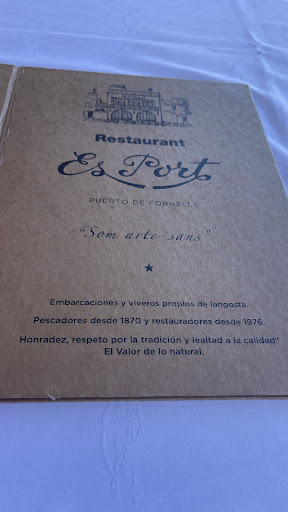 Restaurant
Es Port
PUERTO DE FORNELLS
"Som arte-sans"
Embarcaciones y viveros propios de langosta.
Pescadores desde 1870 y restauradores desde 1976.
Honradez, respeto por la tradición y lealtad a la calidad"
El Valor de lo natural.